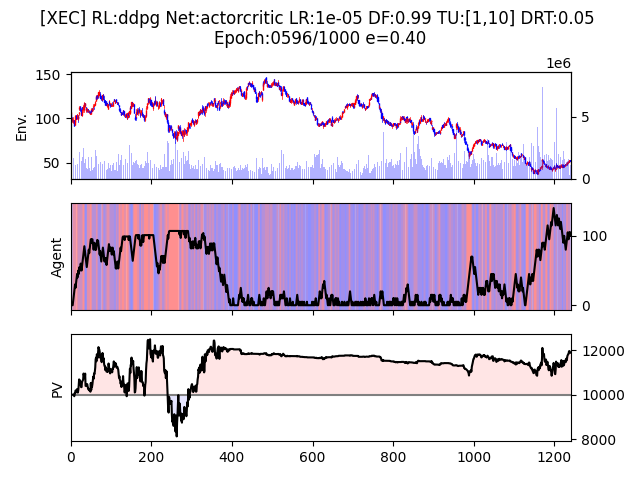 [XEC] RL:ddpg Net:actorcritic LR:1e-05 DF:0.99 TU:[1,10] DRT:0.05
Epoch:0596/1000 e=0.40
1e6
150
100
50
Env.
5
0
Agent
100
0
PV
12000
10000
8000
0 200 400 600 800 1000 1200